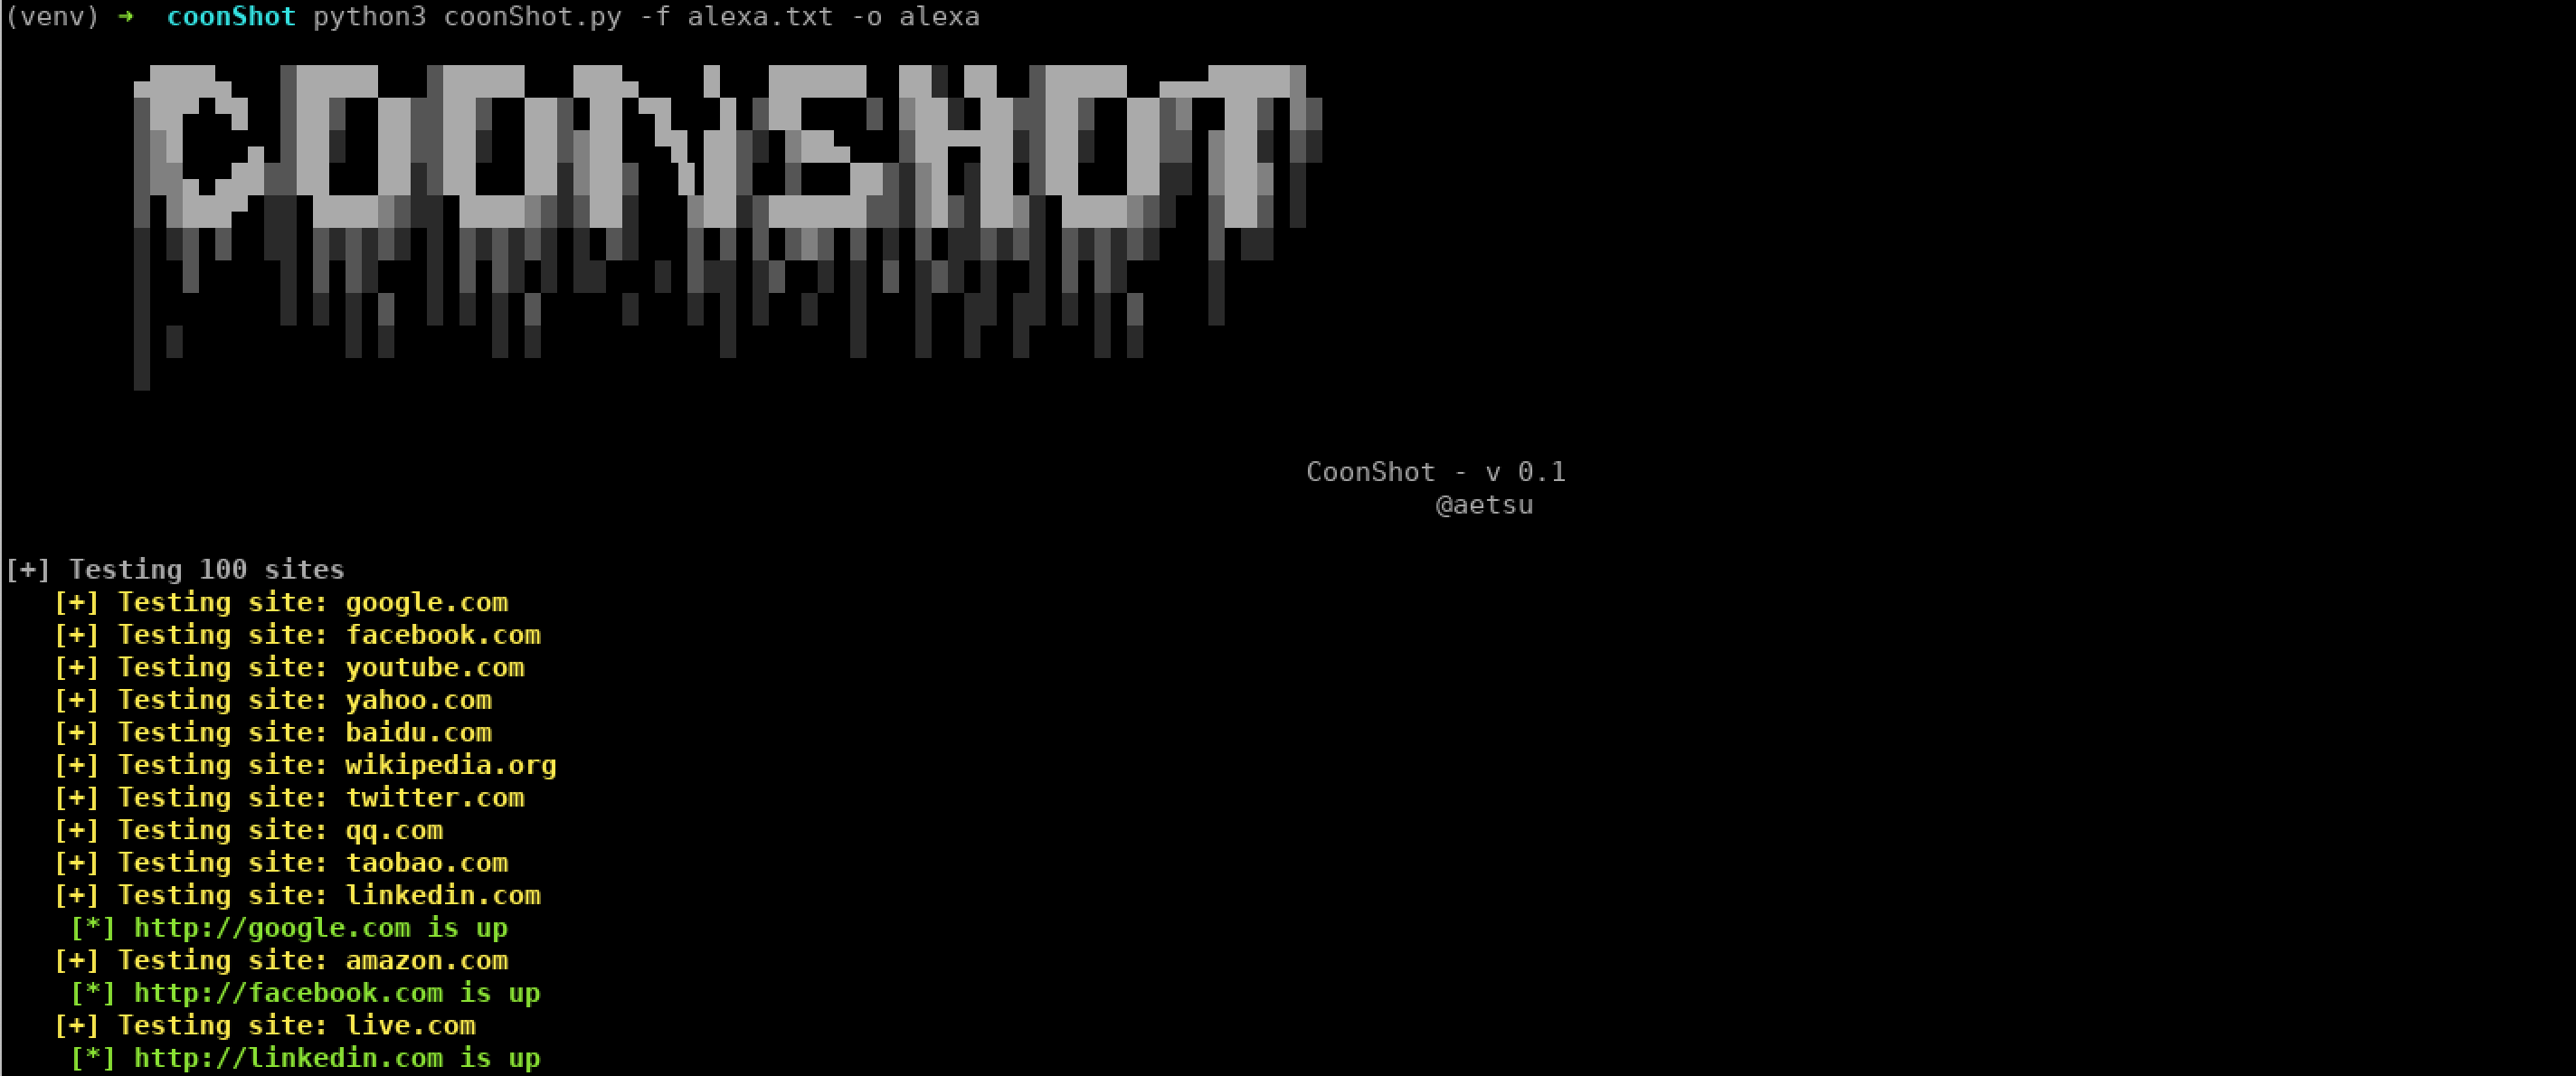 (venv) ➜  coonShot python3 coonShot.py -f alexa.txt -o alexa
COONSHOT
CoonShot - v 0.1
@aetsu
[+] Testing 100 sites
[+] Testing site: google.com
[+] Testing site: facebook.com
[+] Testing site: youtube.com
[+] Testing site: yahoo.com
[+] Testing site: baidu.com
[+] Testing site: wikipedia.org
[+] Testing site: twitter.com
[+] Testing site: qq.com
[+] Testing site: taobao.com
[+] Testing site: linkedin.com
[*] http://google.com is up
[+] Testing site: amazon.com
[*] http://facebook.com is up
[+] Testing site: live.com
[*] http://linkedin.com is up